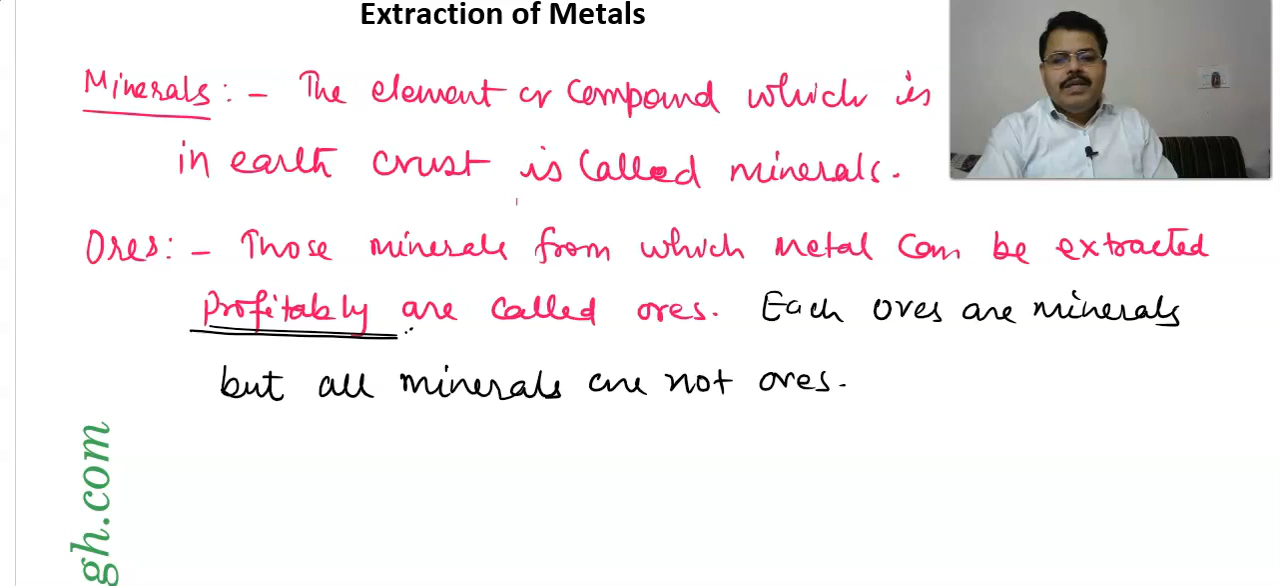 Extraction of Metals
Minerals :- The element or Compound which is
in earth crust is Called minerals.
Ores:- Those minerals from which metal can be extracted
Profitably are called ores. Each ores are minerals
but all minerals are not ores.
gh.com